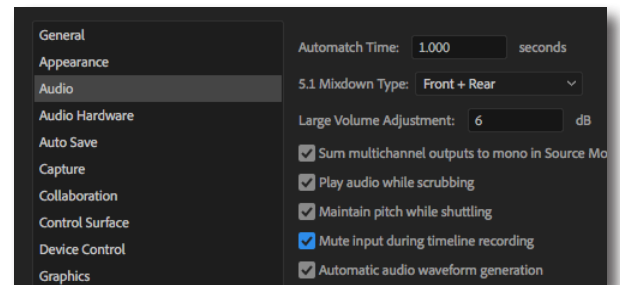 General
Appearance
Audio
Audio Hardware
Auto Save
Capture
Collaboration
Control Surface
Device Control
Graphics
Automatch Time: 1.000 seconds
5.1 Mixdown Type: Front + Rear
Large Volume Adjustment: 6 dB
Sum multichannel outputs to mono in Source Mo
Play audio while scrubbing
Maintain pitch while shuttling
Mute input during timeline recording
Automatic audio waveform generation